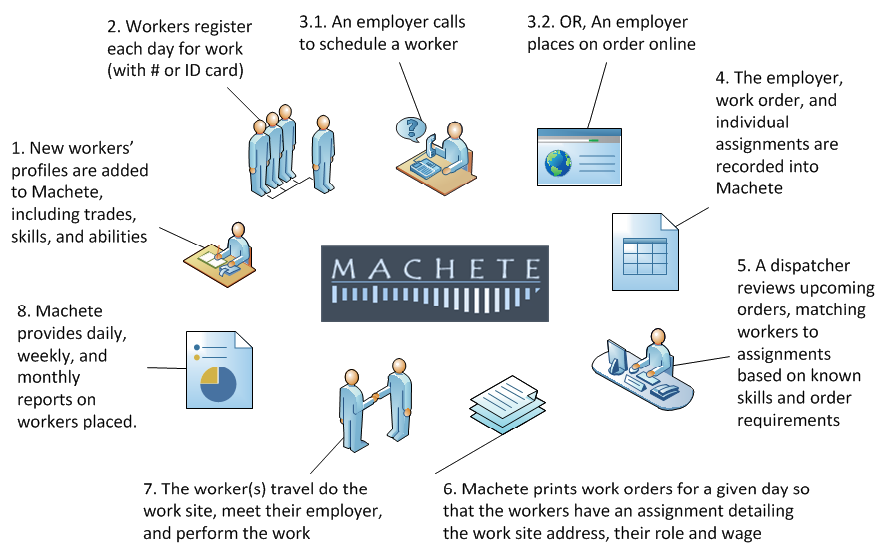 1. New workers'
profiles are added
to Machete,
including trades,
skills, and abilities
2. Workers register
each day for work
(with # or ID card)
3.1. An employer calls
to schedule a worker
?
3.2. OR, An employer
places on order online
4. The employer,
work order, and
individual
assignments are
recorded into
Machete
MACHETE
5. A dispatcher
reviews upcoming
orders, matching
workers to
assignments
based on known
skills and order
requirements
6. Machete prints work orders for a given day so
that the workers have an assignment detailing
the work site address, their role and wage
7. The worker(s) travel do the
work site, meet their employer,
and perform the work
8. Machete
provides daily,
weekly, and
monthly
reports on
workers placed.